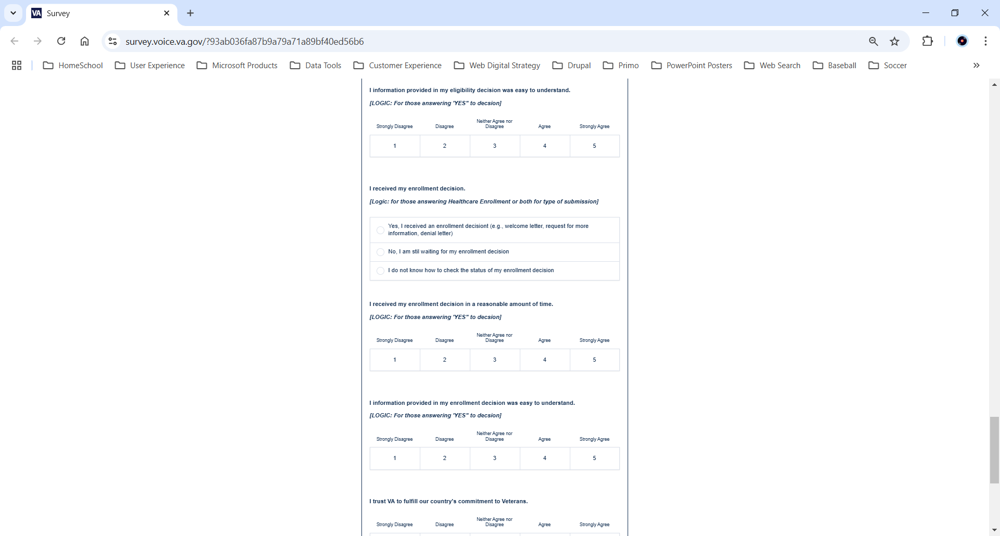 VA Survey
survey.voice.va.gov/?93ab036fa87b9a79a71a89bf40ed56b6
HomeSchool User Experience Microsoft Products Data Tools Customer Experience Web Digital Strategy Drupal Primo PowerPoint Posters Web Search Baseball Soccer
I information provided in my eligibility decision was easy to understand.
[LOGIC: For those answering 'YES" to decsion]
Strongly Disagree Disagree Neither Agree nor Disagree Agree Strongly Agree
1 2 3 4 5
I received my enrollment decision.
[Logic: for those answering Healthcare Enrollment or both for type of submission]
Yes, I received an enrollment decisiont (e.g., welcome letter, request for more
information, denial letter)
No, I am stil waiting for my enrollment decision
I do not know how to check the status of my enrollment decision
I received my enrollment decision in a reasonable amount of time.
[LOGIC: For those answering 'YES" to decsion]
Strongly Disagree Disagree Neither Agree nor Disagree Agree Strongly Agree
1 2 3 4 5
I information provided in my enrollment decision was easy to understand.
[LOGIC: For those answering 'YES" to decsion]
Strongly Disagree Disagree Neither Agree nor Disagree Agree Strongly Agree
1 2 3 4 5
I trust VA to fulfill our country's commitment to Veterans.
Strongly Disagree Disagree Neither Agree nor Disagree Agree Strongly Agree